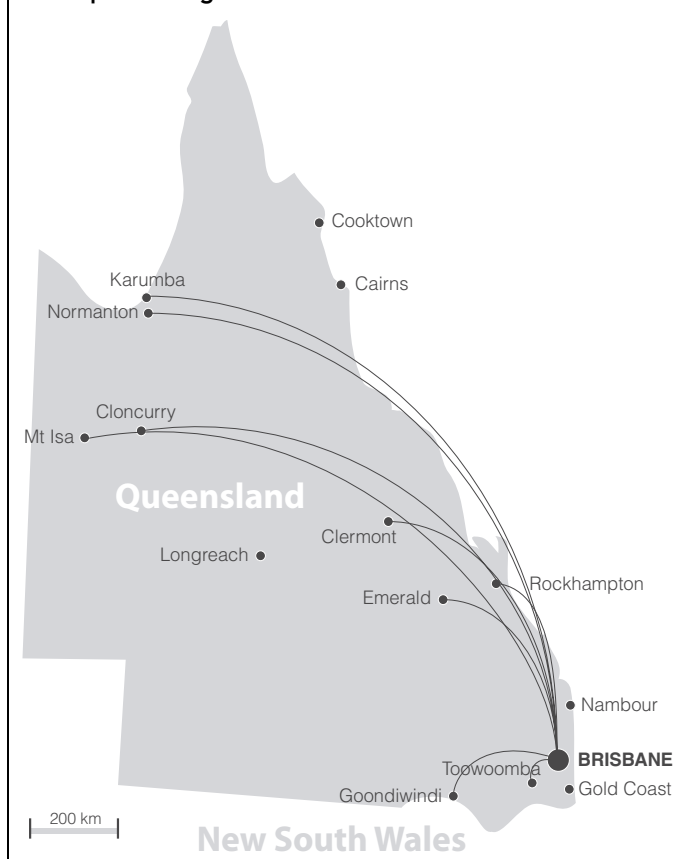 Cooktown
Cairns
Karumba
Normanton
Cloncurry
Mt Isa
Queensland
Clermont
Longreach
Rockhampton
Emerald
Nambour
BRISBANE
Toowoomba
Gold Coast
Goondiwindi
200 km
New South Wales